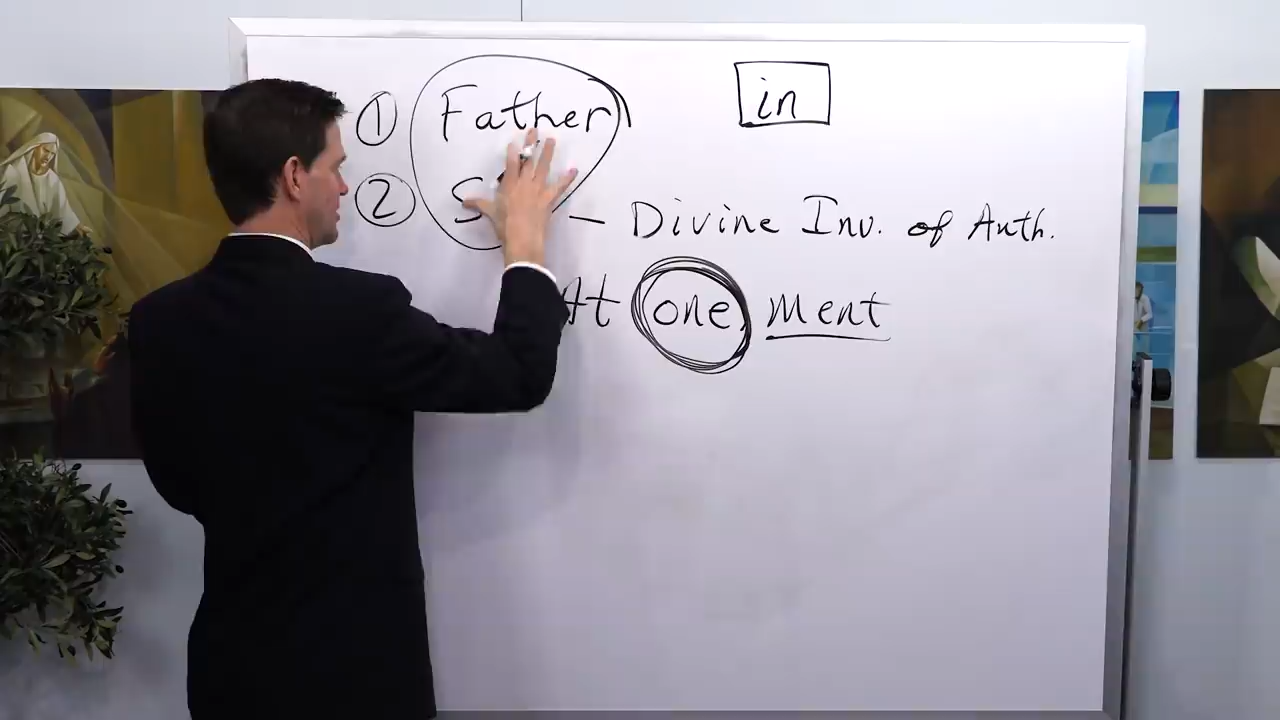 ① Father in
② S — Divine Inv. of Auth.
At one, ment